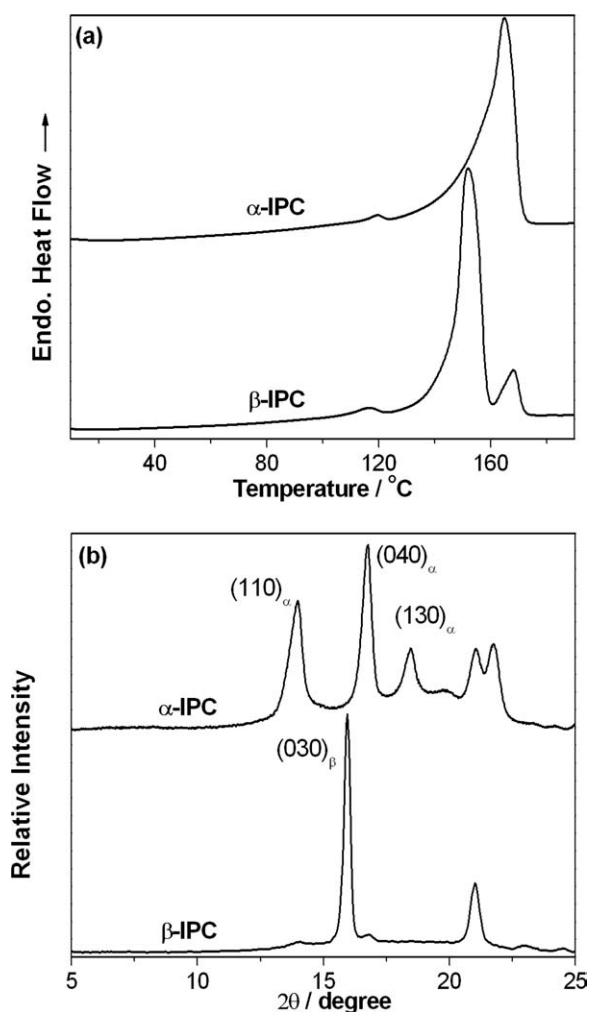 (a)
α-IPC
β-IPC
Endo. Heat Flow →
40 80 120 160
Temperature / °C
(b)
(040)α
(110)α
(130)α
α-IPC
(030)β
β-IPC
Relative Intensity
5 10 15 20 25
2θ / degree